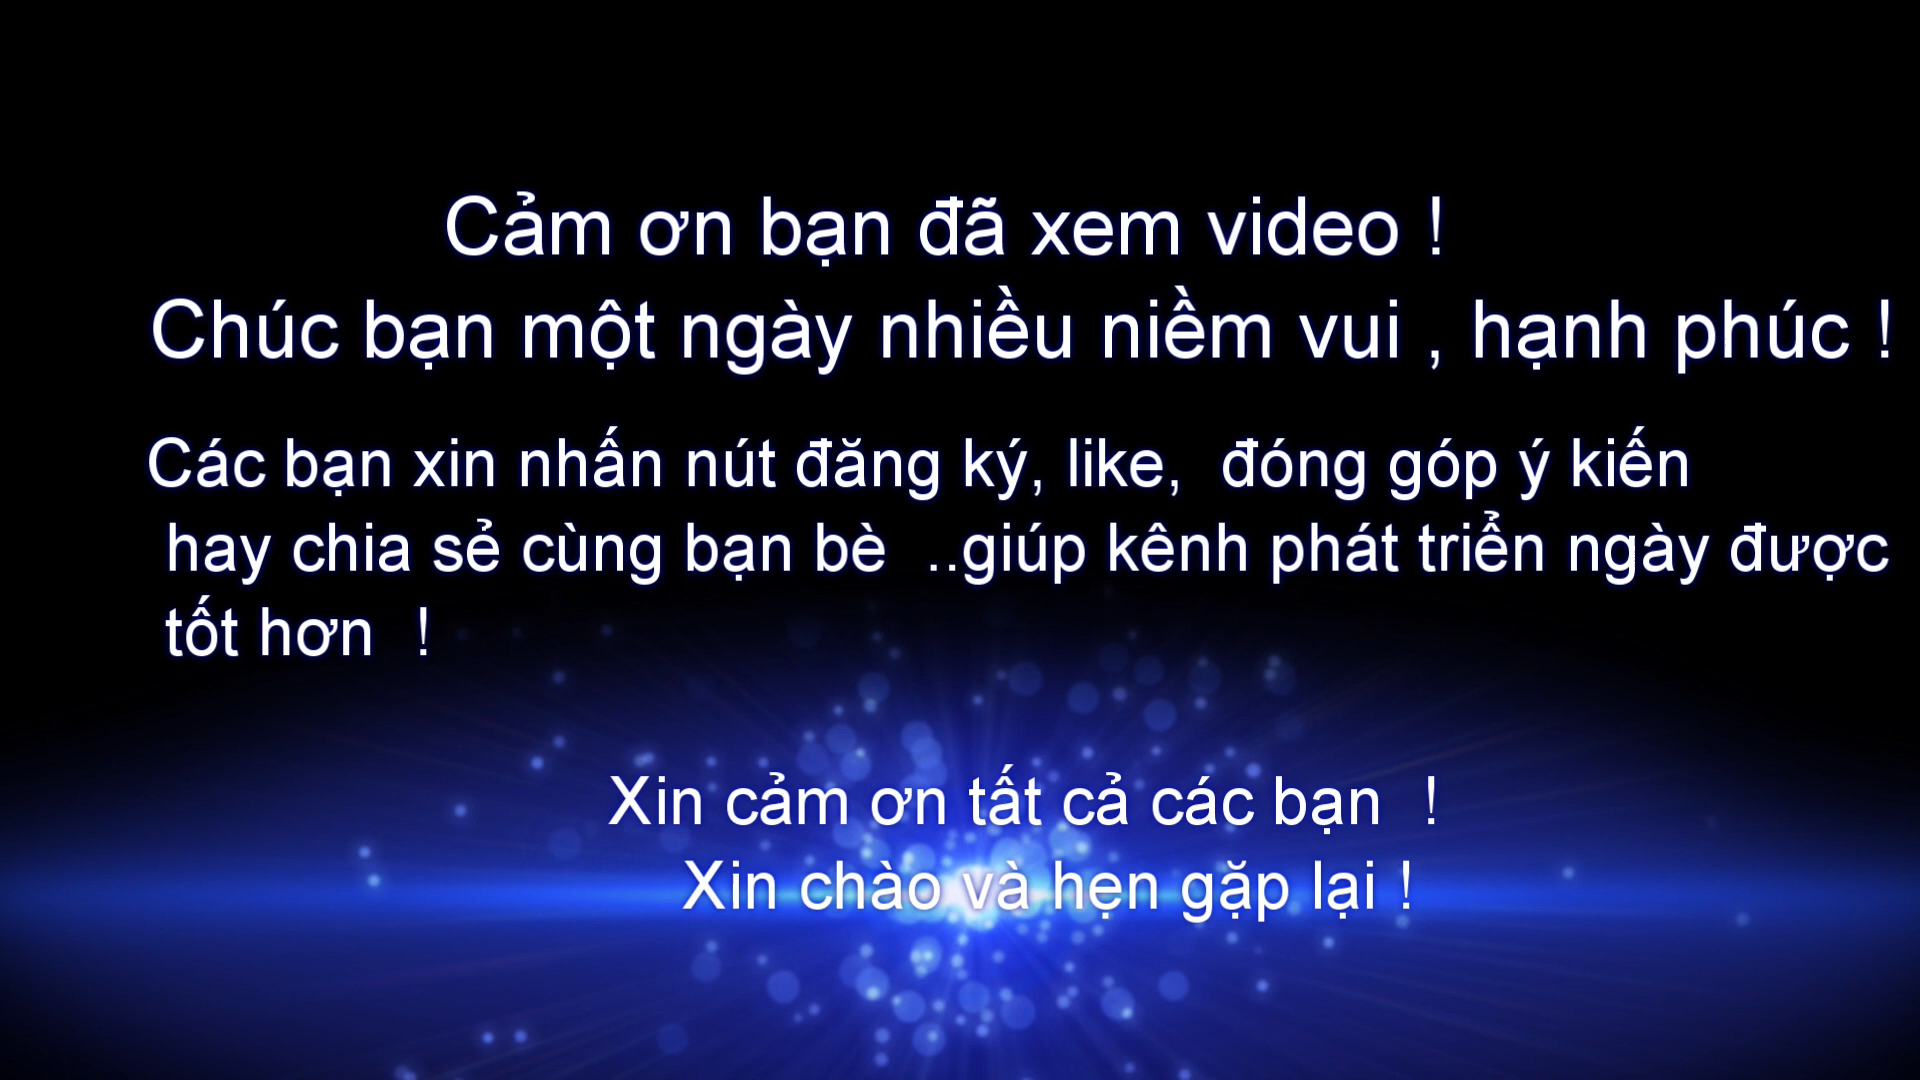 Cảm ơn bạn đã xem video !
Chúc bạn một ngày nhiều niềm vui , hạnh phúc !
Các bạn xin nhấn nút đăng ký, like,  đóng góp ý kiến
hay chia sẻ cùng bạn bè  ..giúp kênh phát triển ngày được
tốt hơn  !
Xin cảm ơn tất cả các bạn  !
Xin chào và hẹn gặp lại !